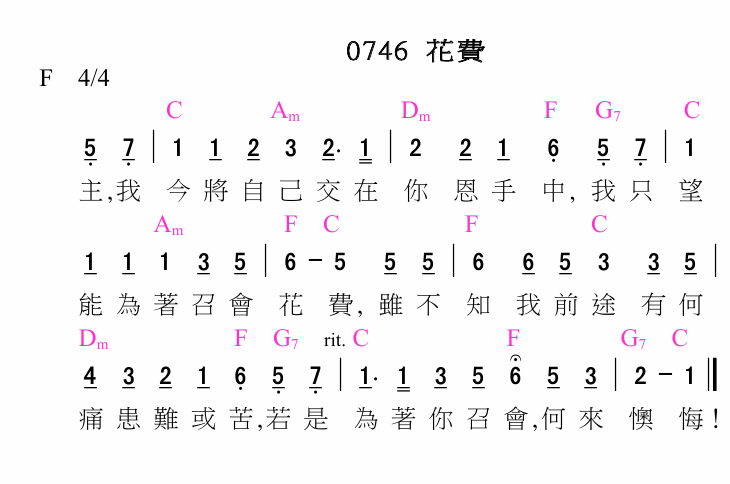 0746 花費
F 4/4
C Am Dm F G7 C
5 7 | 1 1 2 3 2. 1 | 2 2 1 6 5 7 | 1
主,我 今將自己交在 你恩手中,我只 望
Am F C F C
1 1 1 3 5 | 6 – 5 5 5 | 6 6 5 3 3 5 |
能為著召會 花費,雖不 知我前途有何
Dm F G7 rit. C F G7 C
4 3 2 1 6 5 7 | 1. 1 3 5 6 5 3 | 2 – 1 ‖
痛患難或苦,若是 為著你召會,何來 懊悔!